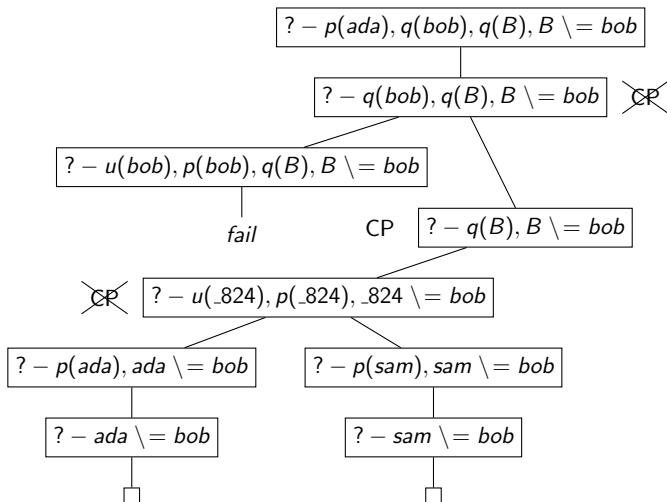 ? − p(ada), q(bob), q(B), B \= bob
? − q(bob), q(B), B \= bob CP
? − u(bob), p(bob), q(B), B \= bob
fail CP ? − q(B), B \= bob
CP ? − u(_824), p(_824), _824 \= bob
? − p(ada), ada \= bob ? − p(sam), sam \= bob
? − ada \= bob ? − sam \= bob